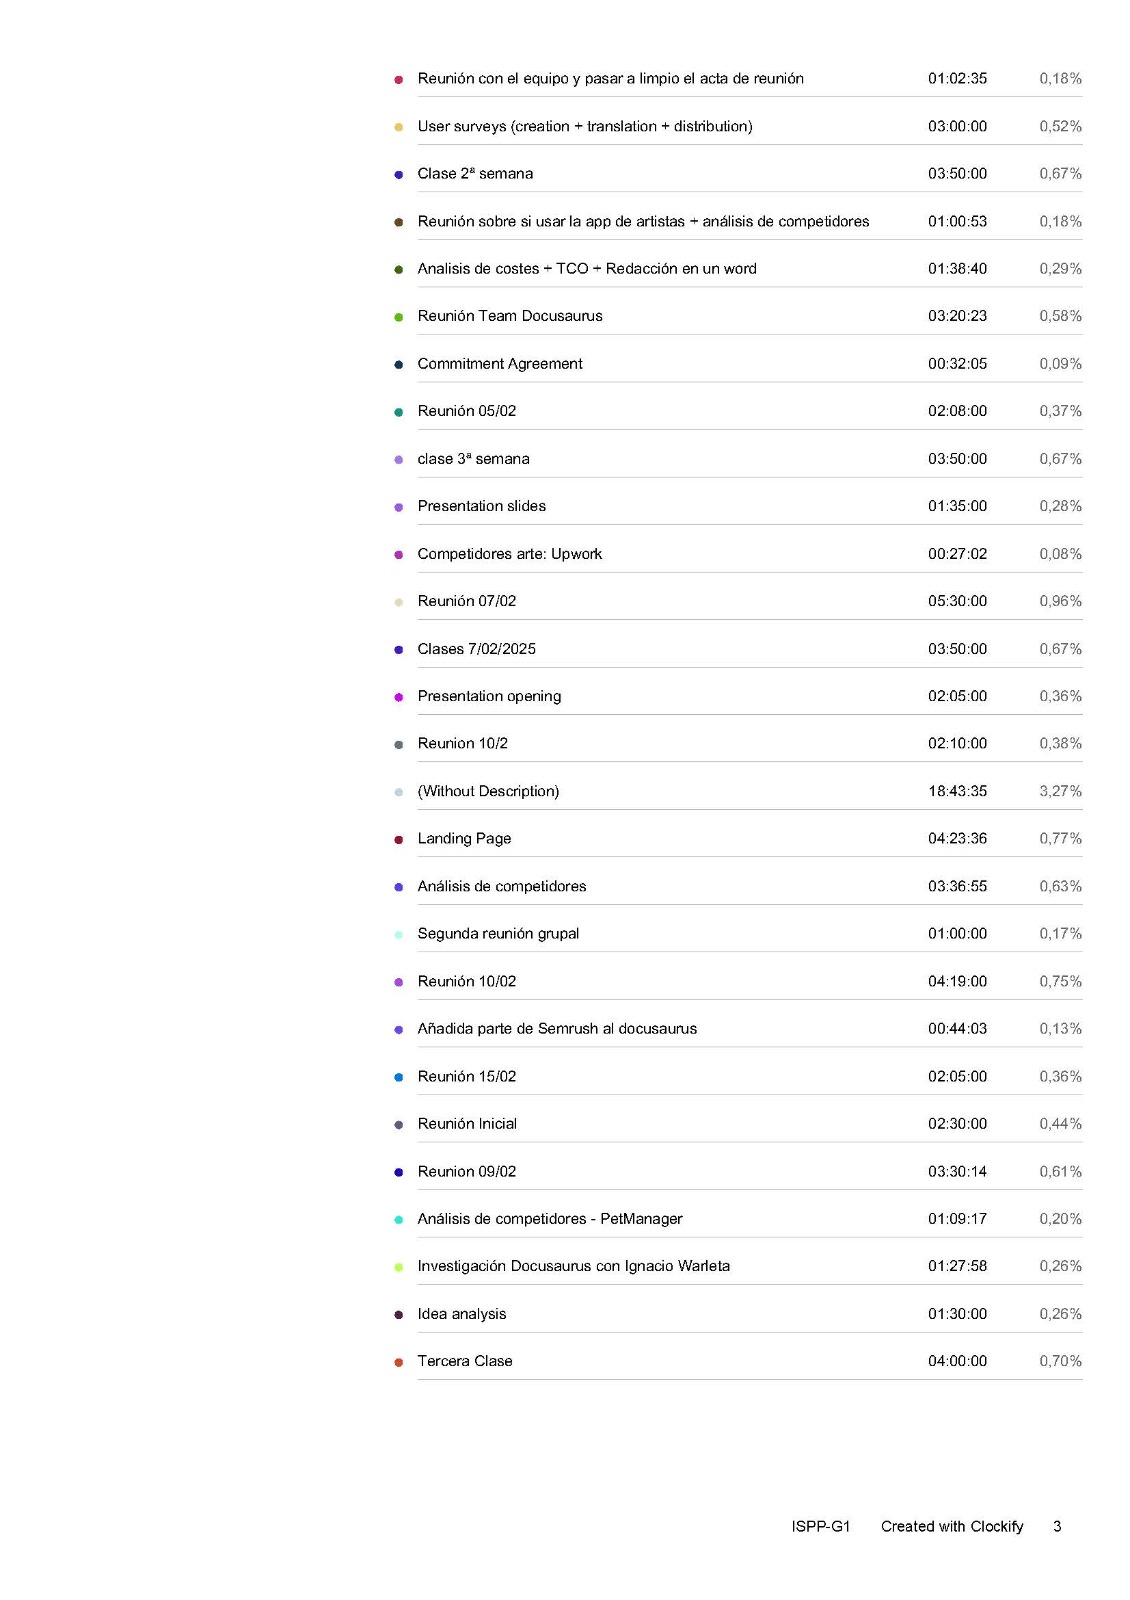 Reunión con el equipo y pasar a limpio el acta de reunión 01:02:35 0,18%
User surveys (creation + translation + distribution) 03:00:00 0,52%
Clase 2ª semana 03:50:00 0,67%
Reunión sobre si usar la app de artistas + análisis de competidores 01:00:53 0,18%
Analisis de costes + TCO + Redacción en un word 01:38:40 0,29%
Reunión Team Docusaurus 03:20:23 0,58%
Commitment Agreement 00:32:05 0,09%
Reunión 05/02 02:08:00 0,37%
clase 3ª semana 03:50:00 0,67%
Presentation slides 01:35:00 0,28%
Competidores arte: Upwork 00:27:02 0,08%
Reunión 07/02 05:30:00 0,96%
Clases 7/02/2025 03:50:00 0,67%
Presentation opening 02:05:00 0,36%
Reunion 10/2 02:10:00 0,38%
(Without Description) 18:43:35 3,27%
Landing Page 04:23:36 0,77%
Análisis de competidores 03:36:55 0,63%
Segunda reunión grupal 01:00:00 0,17%
Reunión 10/02 04:19:00 0,75%
Añadida parte de Semrush al docusaurus 00:44:03 0,13%
Reunión 15/02 02:05:00 0,36%
Reunión Inicial 02:30:00 0,44%
Reunion 09/02 03:30:14 0,61%
Análisis de competidores - PetManager 01:09:17 0,20%
Investigación Docusaurus con Ignacio Warleta 01:27:58 0,26%
Idea analysis 01:30:00 0,26%
Tercera Clase 04:00:00 0,70%
ISPP-G1 Created with Clockify 3